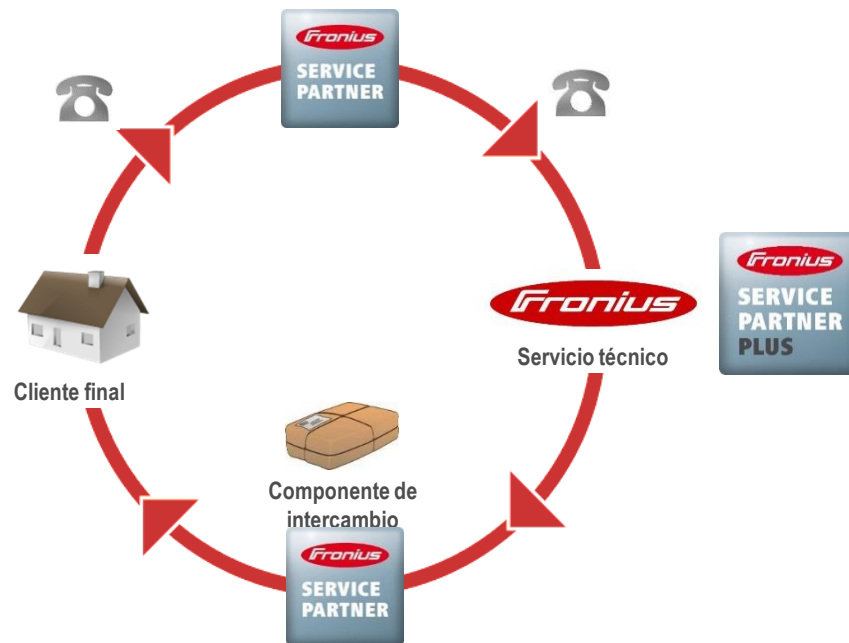 Fronius
SERVICE
PARTNER
Fronius
SERVICE
PARTNER
PLUS
Fronius
Servicio técnico
Cliente final
Componente de
intercambio
Fronius
SERVICE
PARTNER